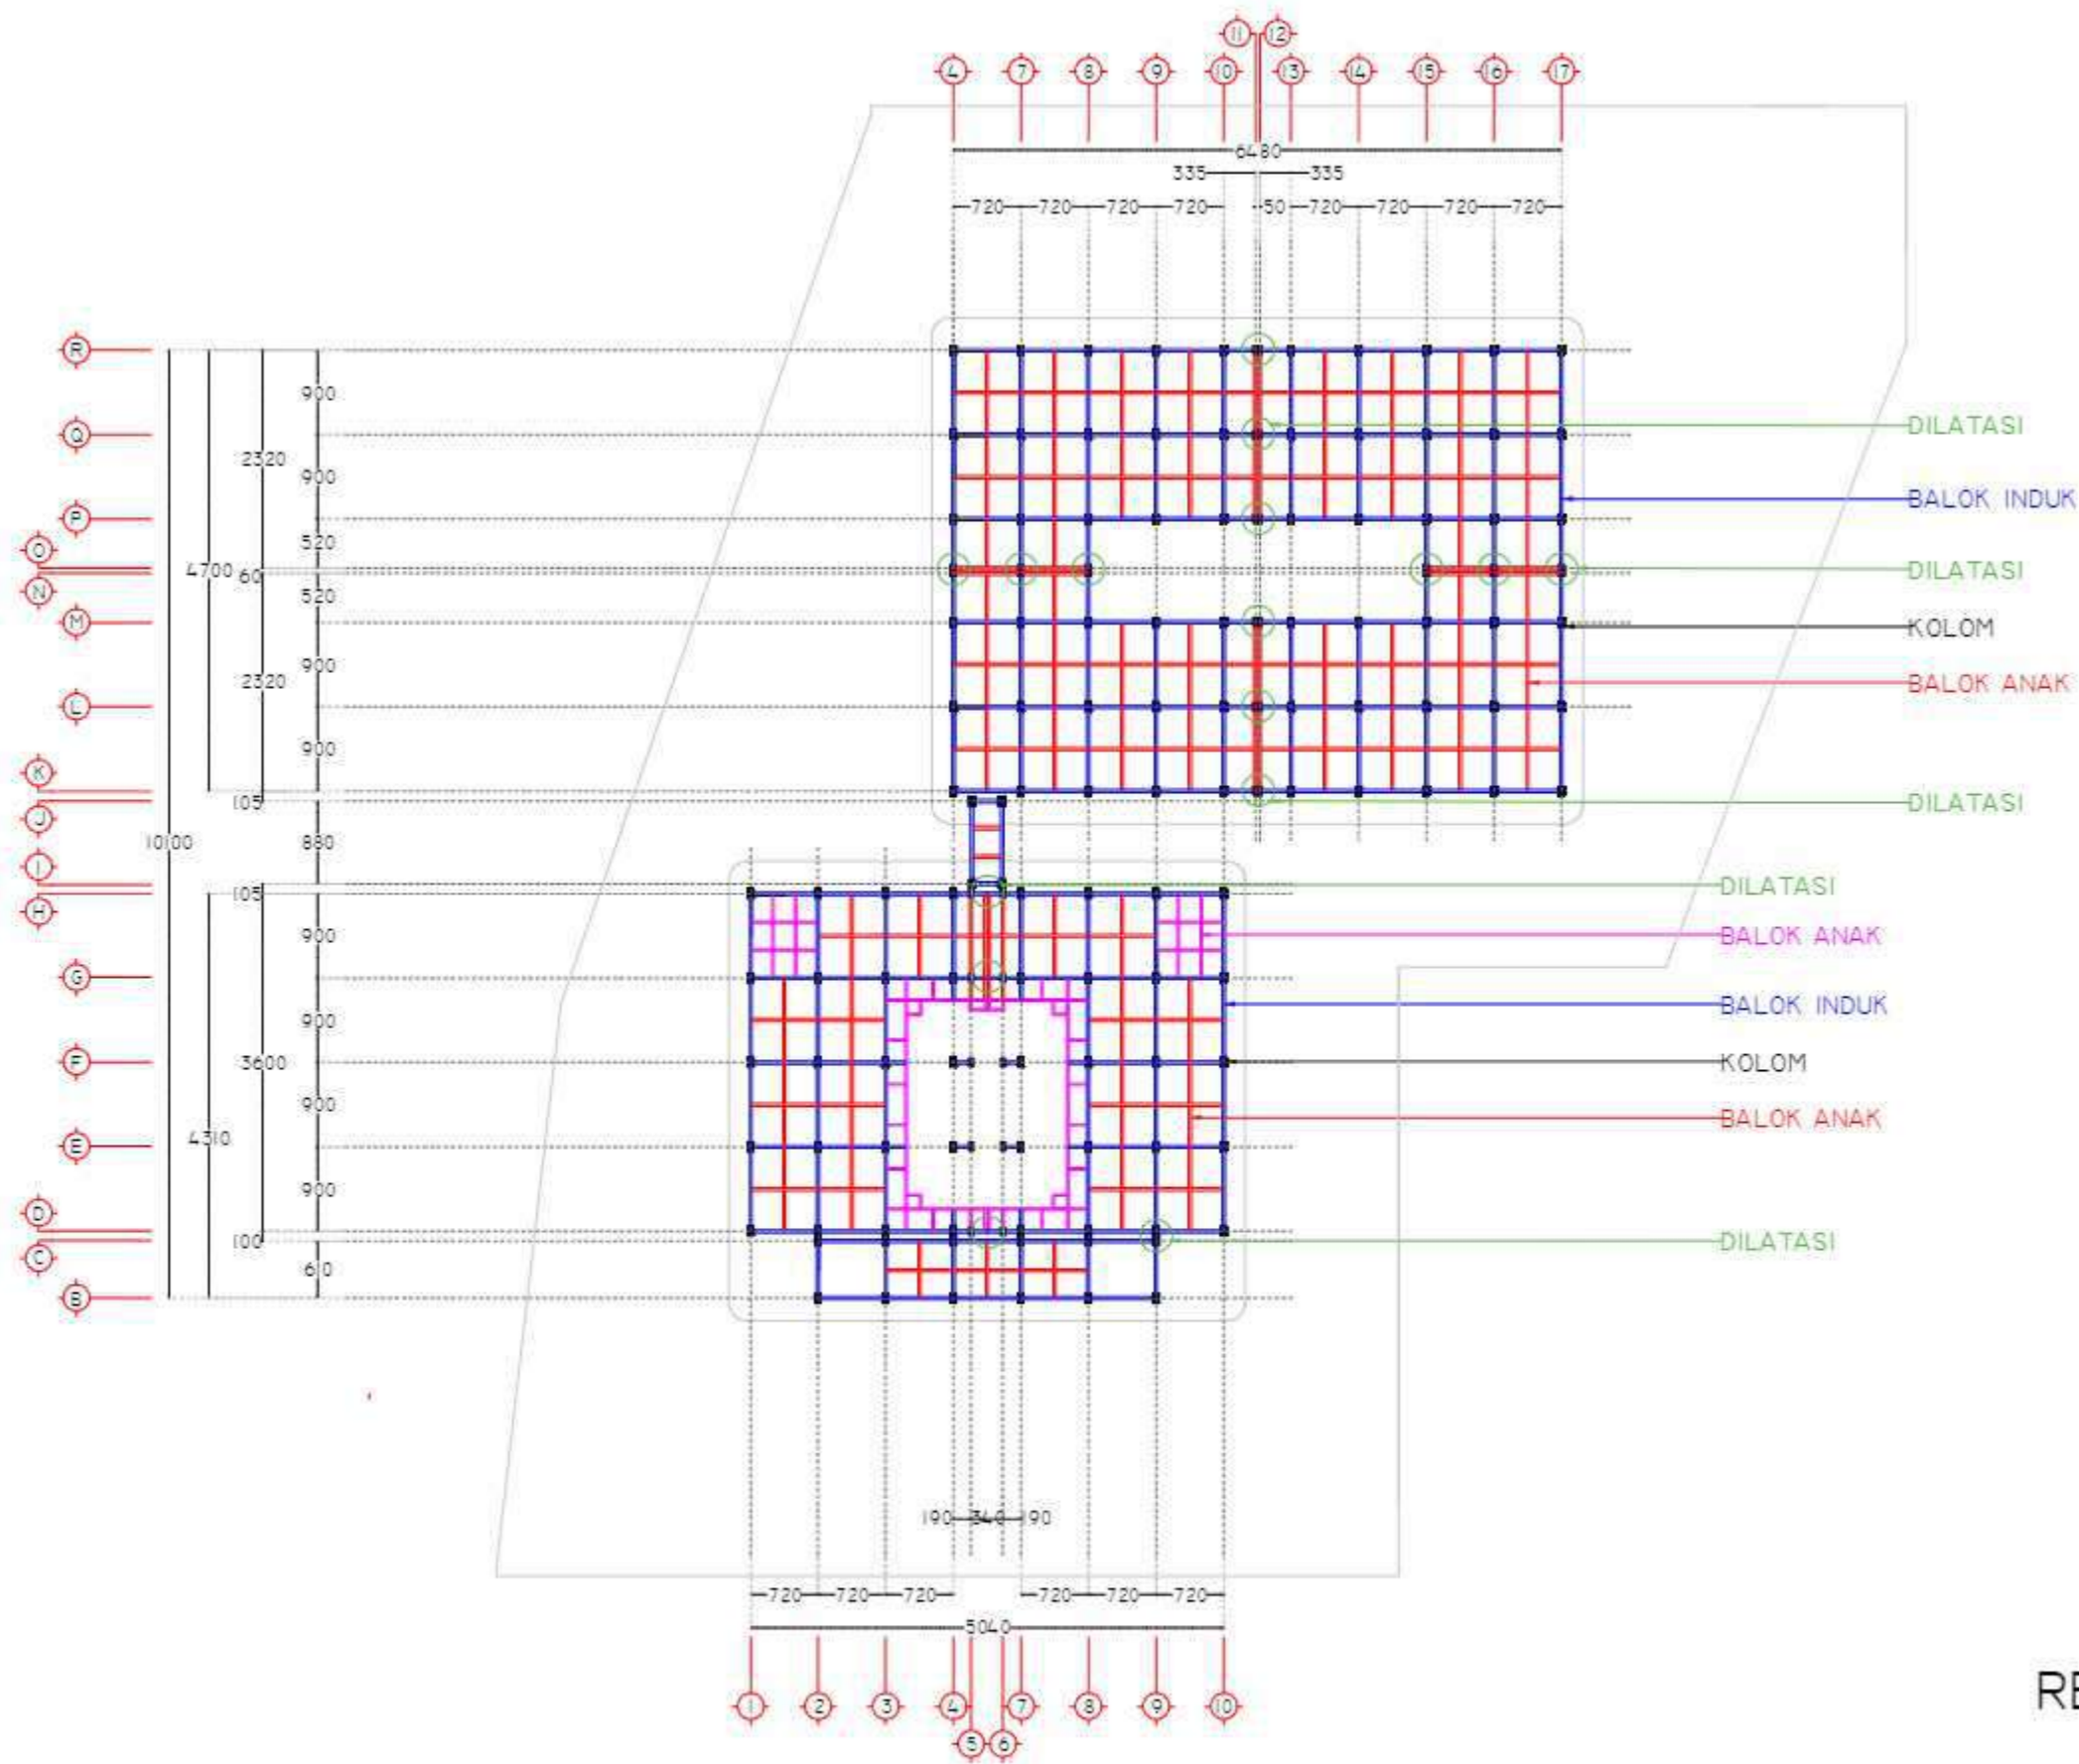 11 12
4 7 8 9 10 13 14 15 16 17
6480
335 335
720 720 720 720 50 720 720 720 720
R
900
Q
2320
900
DILATASI
P
BALOK INDUK
520
O
4700 60
DILATASI
N
520
M
KOLOM
900
2320
BALOK ANAK
L
900
K
105
DILATASI
J
10100
880
I
DILATASI
105
H
900
BALOK ANAK
G
BALOK INDUK
900
F
3600
KOLOM
900
BALOK ANAK
4310
E
900
D
100
DILATASI
C
B
190 340 190
720 720 720 720 720 720
5040
1 2 3 4 7 8 9 10
5 6